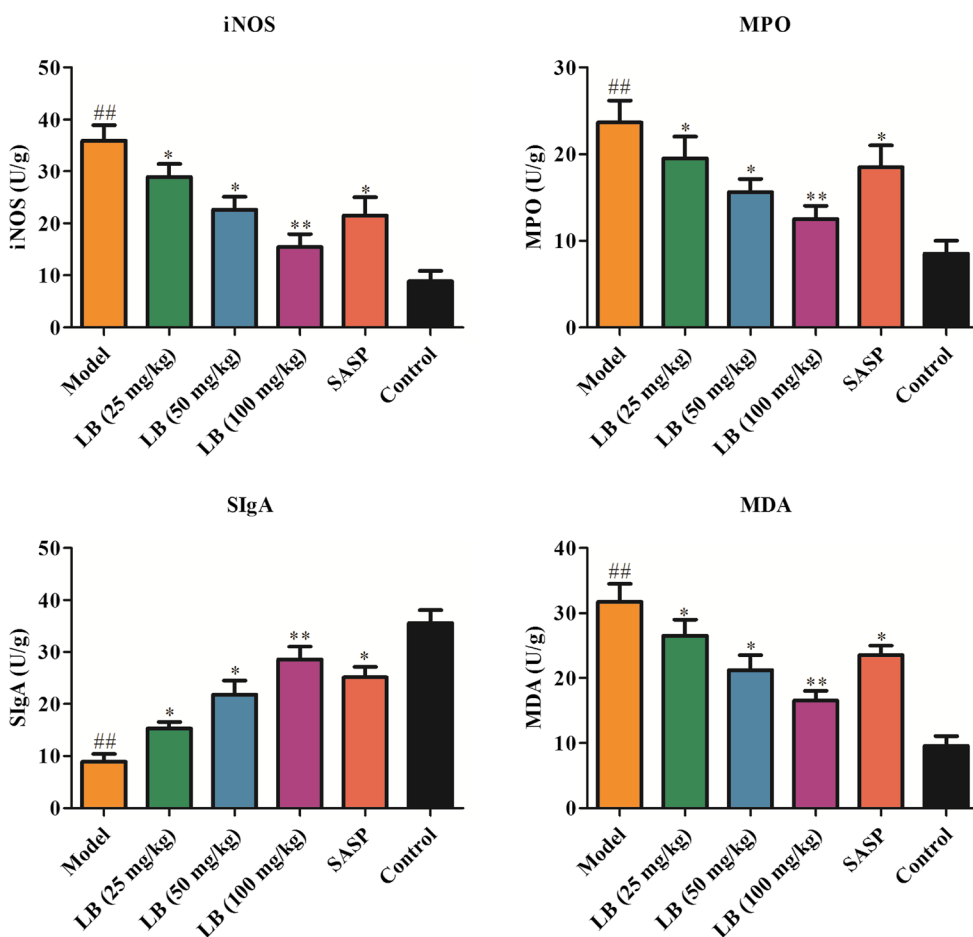 iNOS
iNOS (U/g)
50
40
30
20
10
0
##
*
*
**
*
Model
LB (25 mg/kg)
LB (50 mg/kg)
LB (100 mg/kg)
SASP
Control
MPO
MPO (U/g)
30
20
10
0
##
*
*
**
*
Model
LB (25 mg/kg)
LB (50 mg/kg)
LB (100 mg/kg)
SASP
Control
SIgA
SIgA (U/g)
50
40
30
20
10
0
##
*
*
**
*
Model
LB (25 mg/kg)
LB (50 mg/kg)
LB (100 mg/kg)
SASP
Control
MDA
MDA (U/g)
40
30
20
10
0
##
*
*
**
*
Model
LB (25 mg/kg)
LB (50 mg/kg)
LB (100 mg/kg)
SASP
Control